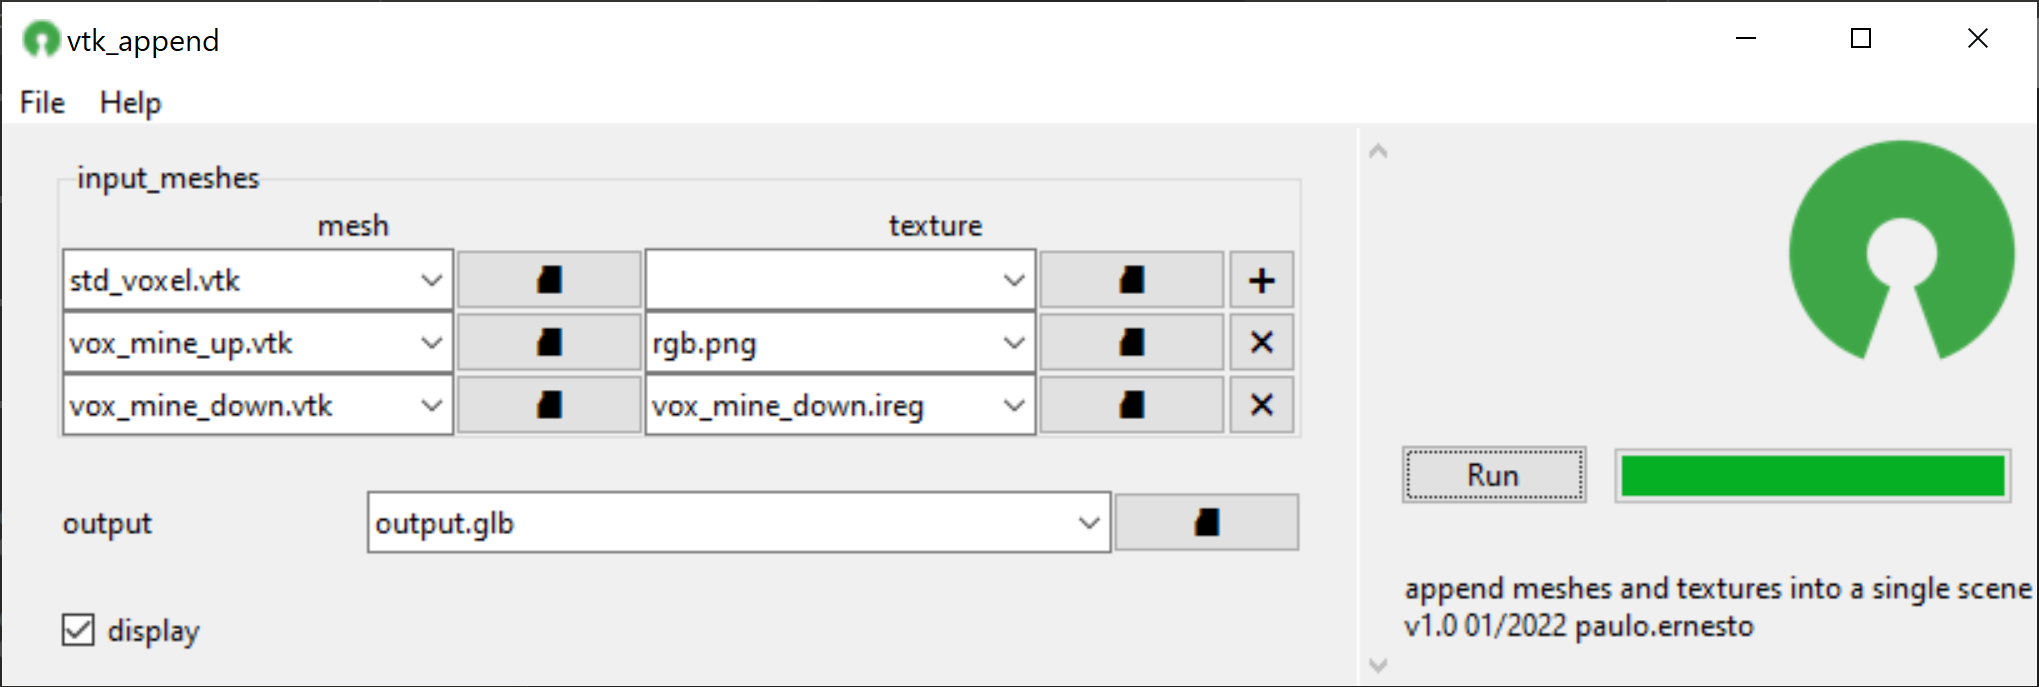 vtk_append
File Help
input_meshes
mesh texture
std_voxel.vtk +
vox_mine_up.vtk rgb.png ×
vox_mine_down.vtk vox_mine_down.ireg ×
output output.glb
display
Run
append meshes and textures into a single scene
v1.0 01/2022 paulo.ernesto